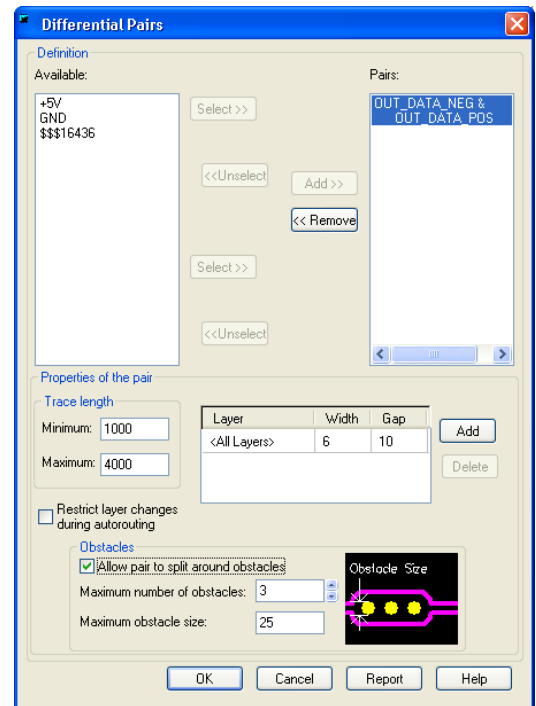 Differential Pairs
Definition
Available:
Pairs:
+5V
GND
$$$16436
Select >>
<<Unselect
Add >>
<< Remove
Select >>
<<Unselect
OUT_DATA_NEG &
OUT_DATA_POS
Properties of the pair
Trace length
Minimum: 1000
Maximum: 4000
Layer Width Gap
<All Layers> 6 10
Add
Delete
Restrict layer changes
during autorouting
Obstacles
Allow pair to split around obstacles
Maximum number of obstacles: 3
Maximum obstacle size: 25
Obstacle Size
OK Cancel Report Help